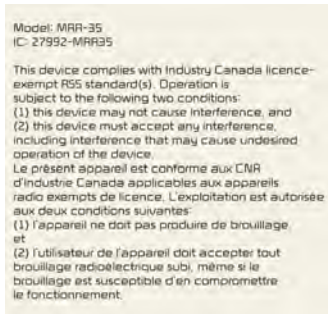 Model: MRR-35
IC: 27992-MRR35
This device complies with Industry Canada licence-
exempt RSS standard(s). Operation is
subject to the following two conditions:
(1) this device may not cause interference, and
(2) this device must accept any interference,
including interference that may cause undesired
operation of the device.
Le présent appareil est conforme aux CNR
d'Industrie Canada applicables aux appareils
radio exempts de licence. L'exploitation est autorisée
aux deux conditions suivantes:
(1) l'appareil ne doit pas produire de brouillage
et
(2) l'utilisateur de l'appareil doit accepter tout
brouillage radioélectrique subi, même si le
brouillage est susceptible d'en compromettre
le fonctionnement.